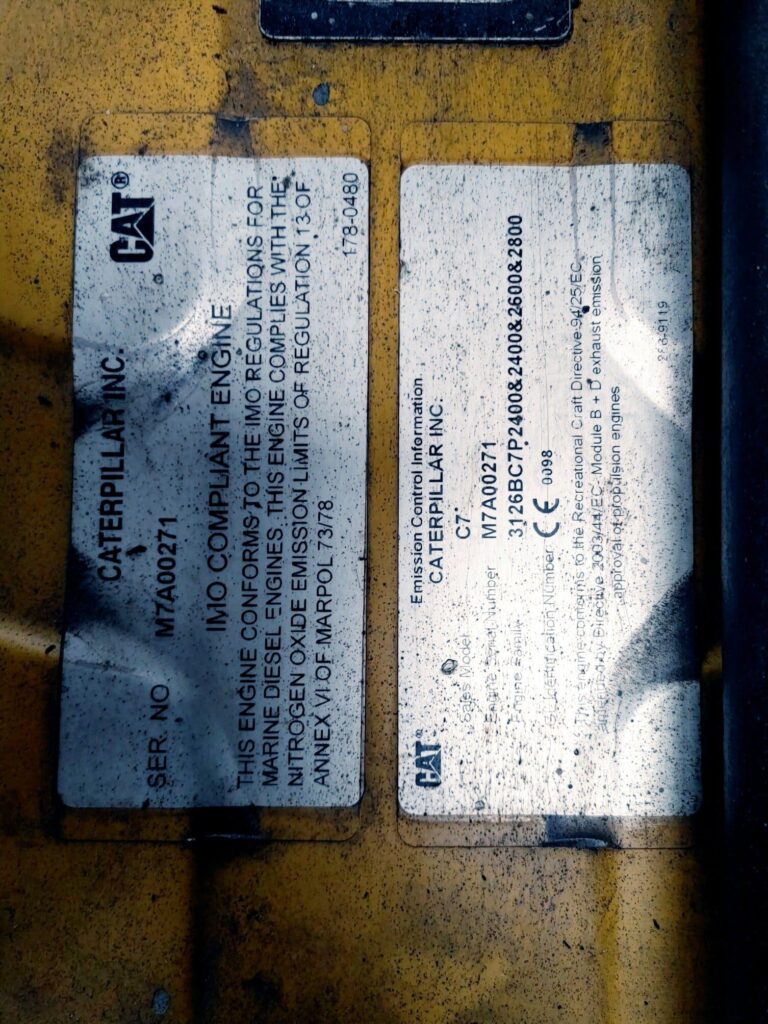 CAT®
CATERPILLAR INC.
SER. NO M7A00271
IMO COMPLIANT ENGINE
THIS ENGINE CONFORMS TO THE IMO REGULATIONS FOR
MARINE DIESEL ENGINES. THIS ENGINE COMPLIES WITH THE
NITROGEN OXIDE EMISSION LIMITS OF REGULATION 13 OF
ANNEX VI OF MARPOL 73/78
178-0480
CAT®
Emission Control Information
CATERPILLAR INC.
Sales Model C7
Engine Serial Number M7A00271
Engine Family 3126BC7P2400&2400&2600&2800
Certification Number CE 0098
This engine conforms to the Recreational Craft Directive 94/25/EC
Directive 2003/44/EC Module B + D exhaust emission
approval of propulsion engines